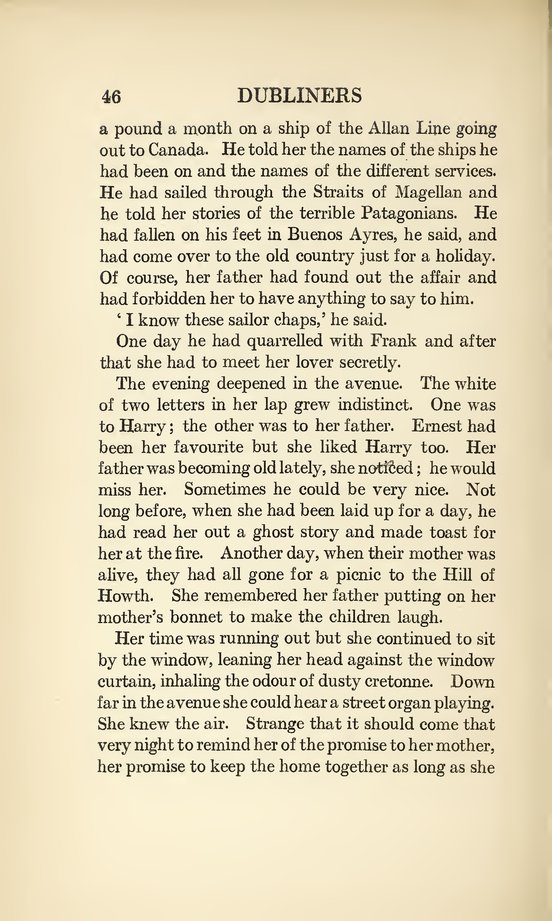 46 DUBLINERS
a pound a month on a ship of the Allan Line going
out to Canada. He told her the names of the ships he
had been on and the names of the different services.
He had sailed through the Straits of Magellan and
he told her stories of the terrible Patagonians. He
had fallen on his feet in Buenos Ayres, he said, and
had come over to the old country just for a holiday.
Of course, her father had found out the affair and
had forbidden her to have anything to say to him.
‘ I know these sailor chaps,’ he said.
One day he had quarrelled with Frank and after
that she had to meet her lover secretly.
The evening deepened in the avenue. The white
of two letters in her lap grew indistinct. One was
to Harry ; the other was to her father. Ernest had
been her favourite but she liked Harry too. Her
father was becoming old lately, she noticed ; he would
miss her. Sometimes he could be very nice. Not
long before, when she had been laid up for a day, he
had read her out a ghost story and made toast for
her at the fire. Another day, when their mother was
alive, they had all gone for a picnic to the Hill of
Howth. She remembered her father putting on her
mother’s bonnet to make the children laugh.
Her time was running out but she continued to sit
by the window, leaning her head against the window
curtain, inhaling the odour of dusty cretonne. Down
far in the avenue she could hear a street organ playing.
She knew the air. Strange that it should come that
very night to remind her of the promise to her mother,
her promise to keep the home together as long as she